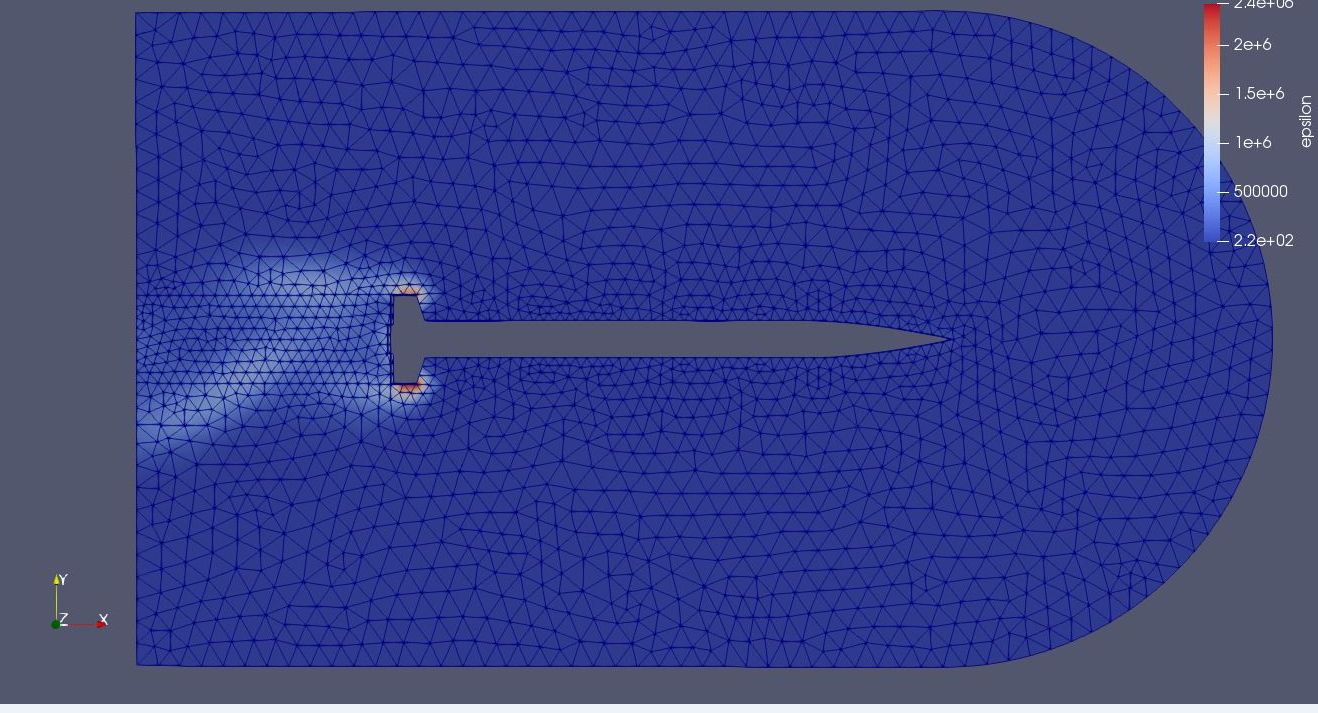 2.4e+06
2e+6
1.5e+6
1e+6
500000
2.2e+02
epsilon
Y
Z
X